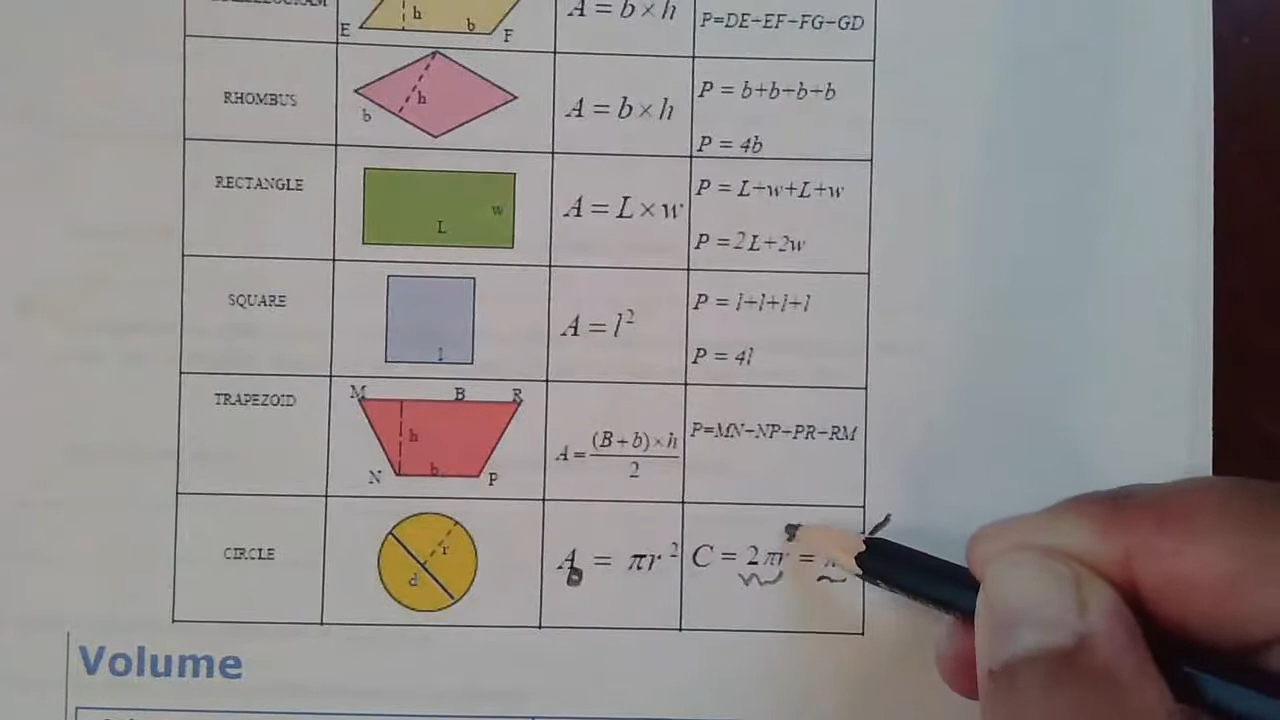 h b
E F
A = b × h
P=DE–EF–FG–GD
RHOMBUS
h
b
A = b × h
P = b+b+b+b
P = 4b
RECTANGLE
w
L
A = L × w
P = L+w+L+w
P = 2L+2w
SQUARE
l
A = l²
P = l+l+l+l
P = 4l
TRAPEZOID
M B R
h
b
N P
A = (B+b)×h / 2
P=MN–NP–PR–RM
CIRCLE
r
d
A = πr²
C = 2πr =
Volume